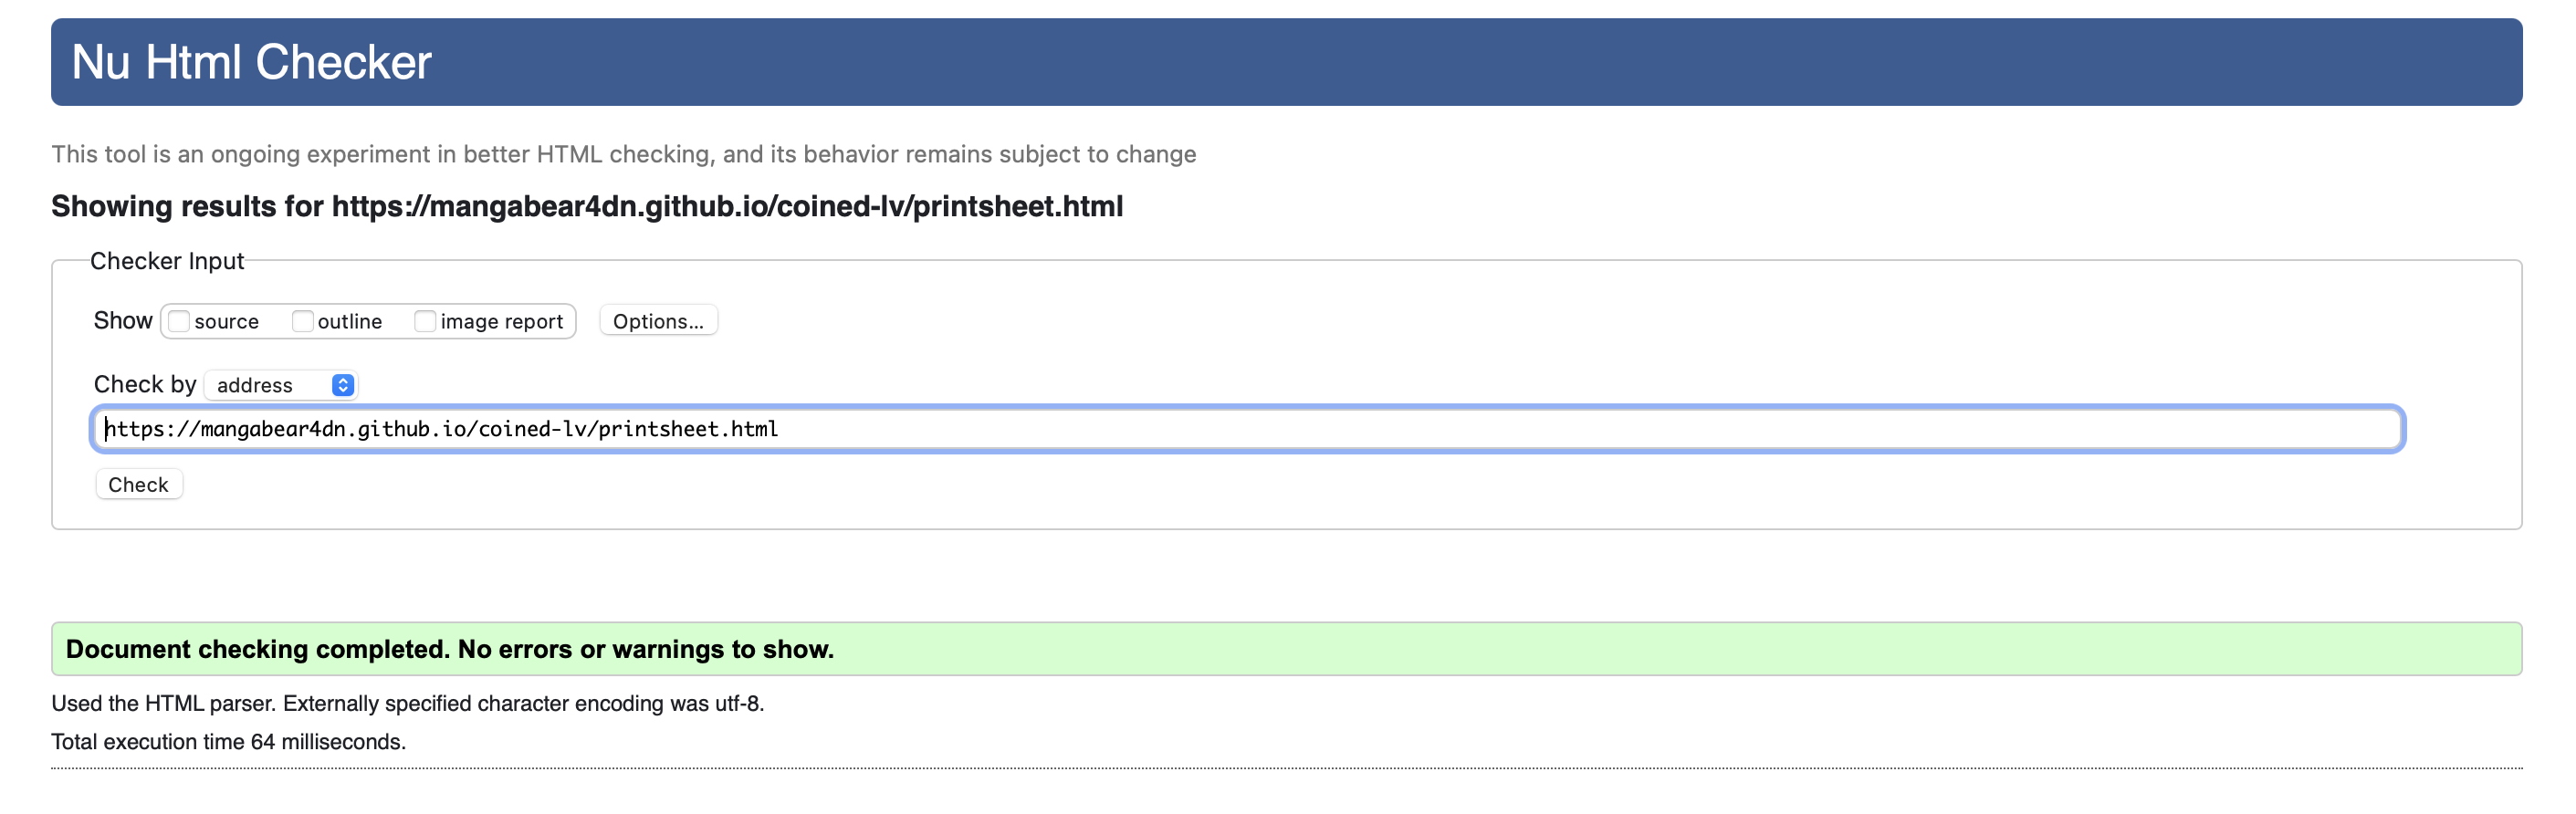 Nu Html Checker
This tool is an ongoing experiment in better HTML checking, and its behavior remains subject to change
Showing results for https://mangabear4dn.github.io/coined-lv/printsheet.html
Checker Input
Show source outline image report Options...
Check by address
https://mangabear4dn.github.io/coined-lv/printsheet.html
Check
Document checking completed. No errors or warnings to show.
Used the HTML parser. Externally specified character encoding was utf-8.
Total execution time 64 milliseconds.